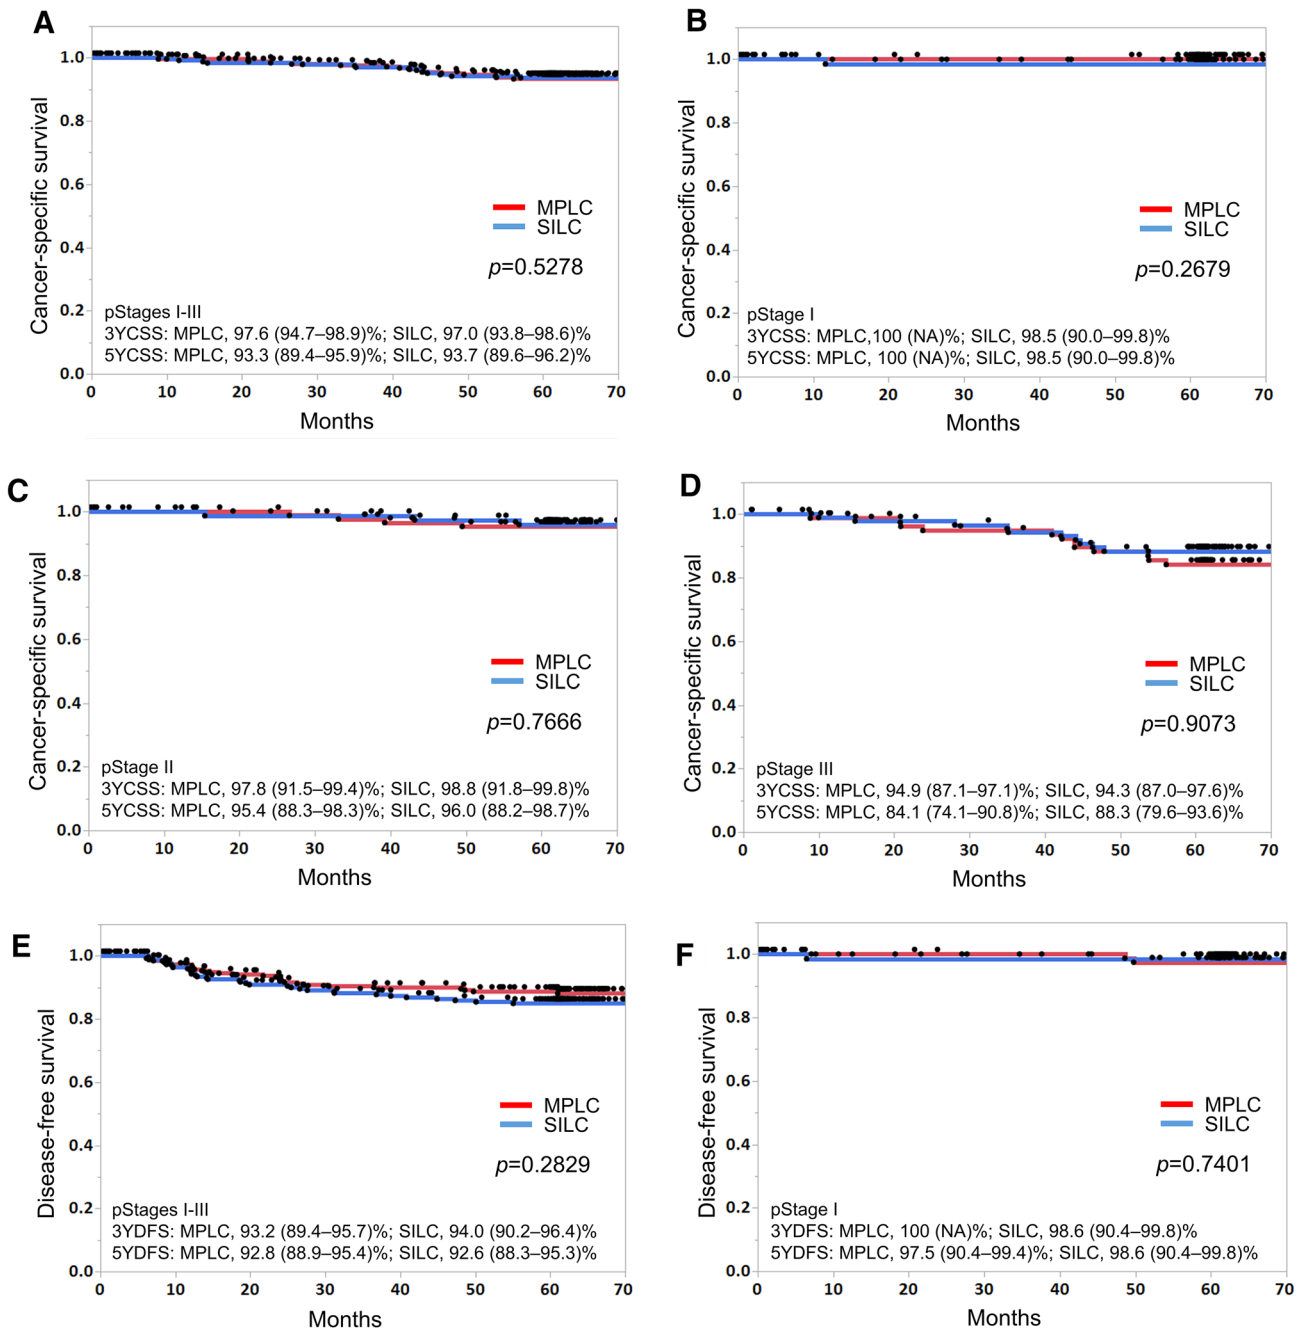 A
1.0
0.8
0.6
0.4
0.2
0.0
Cancer-specific survival
MPLC
SILC
p=0.5278
pStages I-III
3YCSS: MPLC, 97.6 (94.7–98.9)%; SILC, 97.0 (93.8–98.6)%
5YCSS: MPLC, 93.3 (89.4–95.9)%; SILC, 93.7 (89.6–96.2)%
0 10 20 30 40 50 60 70
Months
B
1.0
0.8
0.6
0.4
0.2
0.0
Cancer-specific survival
MPLC
SILC
p=0.2679
pStage I
3YCSS: MPLC,100 (NA)%; SILC, 98.5 (90.0–99.8)%
5YCSS: MPLC, 100 (NA)%; SILC, 98.5 (90.0–99.8)%
0 10 20 30 40 50 60 70
Months
C
1.0
0.8
0.6
0.4
0.2
0.0
Cancer-specific survival
MPLC
SILC
p=0.7666
pStage II
3YCSS: MPLC, 97.8 (91.5–99.4)%; SILC, 98.8 (91.8–99.8)%
5YCSS: MPLC, 95.4 (88.3–98.3)%; SILC, 96.0 (88.2–98.7)%
0 10 20 30 40 50 60 70
Months
D
1.0
0.8
0.6
0.4
0.2
0.0
Cancer-specific survival
MPLC
SILC
p=0.9073
pStage III
3YCSS: MPLC, 94.9 (87.1–97.1)%; SILC, 94.3 (87.0–97.6)%
5YCSS: MPLC, 84.1 (74.1–90.8)%; SILC, 88.3 (79.6–93.6)%
0 10 20 30 40 50 60 70
Months
E
1.0
0.8
0.6
0.4
0.2
0.0
Disease-free survival
MPLC
SILC
p=0.2829
pStages I-III
3YDFS: MPLC, 93.2 (89.4–95.7)%; SILC, 94.0 (90.2–96.4)%
5YDFS: MPLC, 92.8 (88.9–95.4)%; SILC, 92.6 (88.3–95.3)%
0 10 20 30 40 50 60 70
Months
F
1.0
0.8
0.6
0.4
0.2
0.0
Disease-free survival
MPLC
SILC
p=0.7401
pStage I
3YDFS: MPLC, 100 (NA)%; SILC, 98.6 (90.4–99.8)%
5YDFS: MPLC, 97.5 (90.4–99.4)%; SILC, 98.6 (90.4–99.8)%
0 10 20 30 40 50 60 70
Months